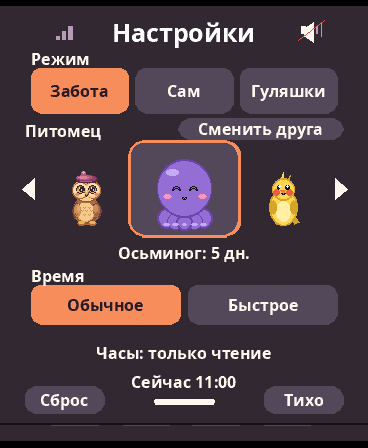 Настройки
Режим
Забота
Сам
Гуляшки
Питомец
Сменить друга
Осьминог: 5 дн.
Время
Обычное
Быстрое
Часы: только чтение
Сейчас 11:00
Сброс
Тихо